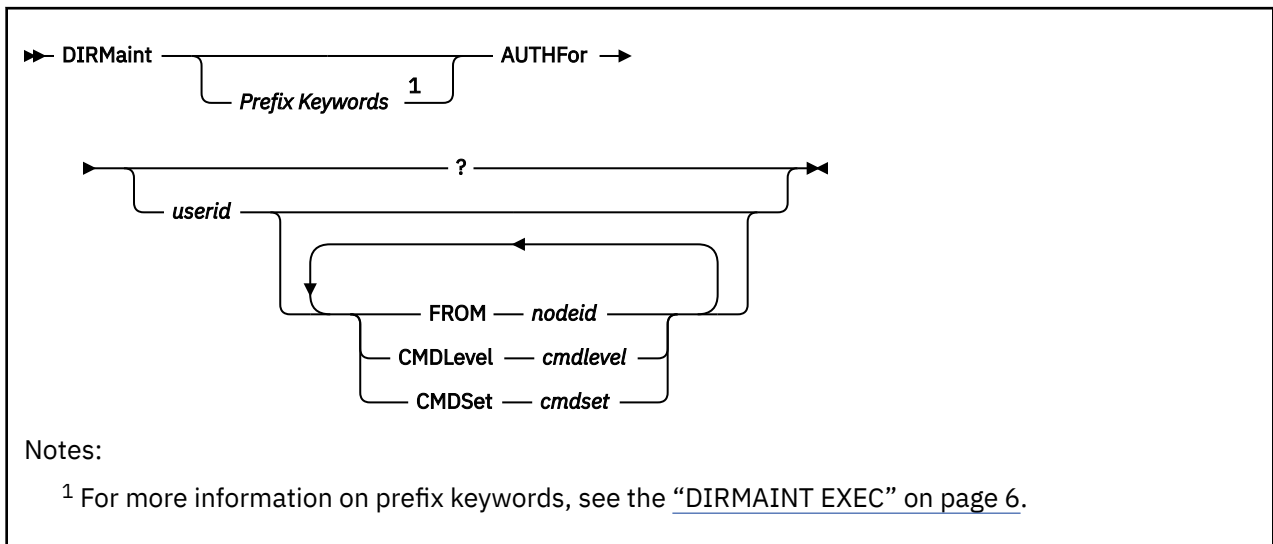 DIRMaint AUTHFor
Prefix Keywords 1
?
userid
FROM nodeid
CMDLevel cmdlevel
CMDSet cmdset
Notes:
1 For more information on prefix keywords, see the “DIRMAINT EXEC” on page 6.